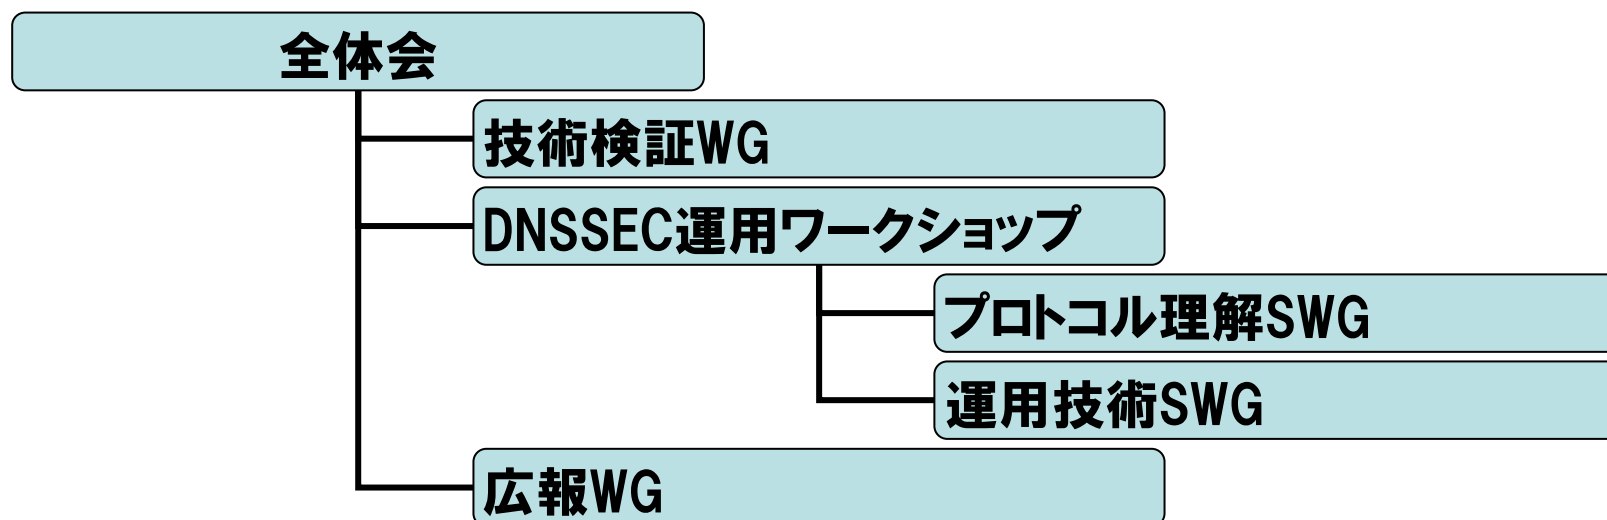 全体会
技術検証WG
DNSSEC運用ワークショップ
プロトコル理解SWG
運用技術SWG
広報WG